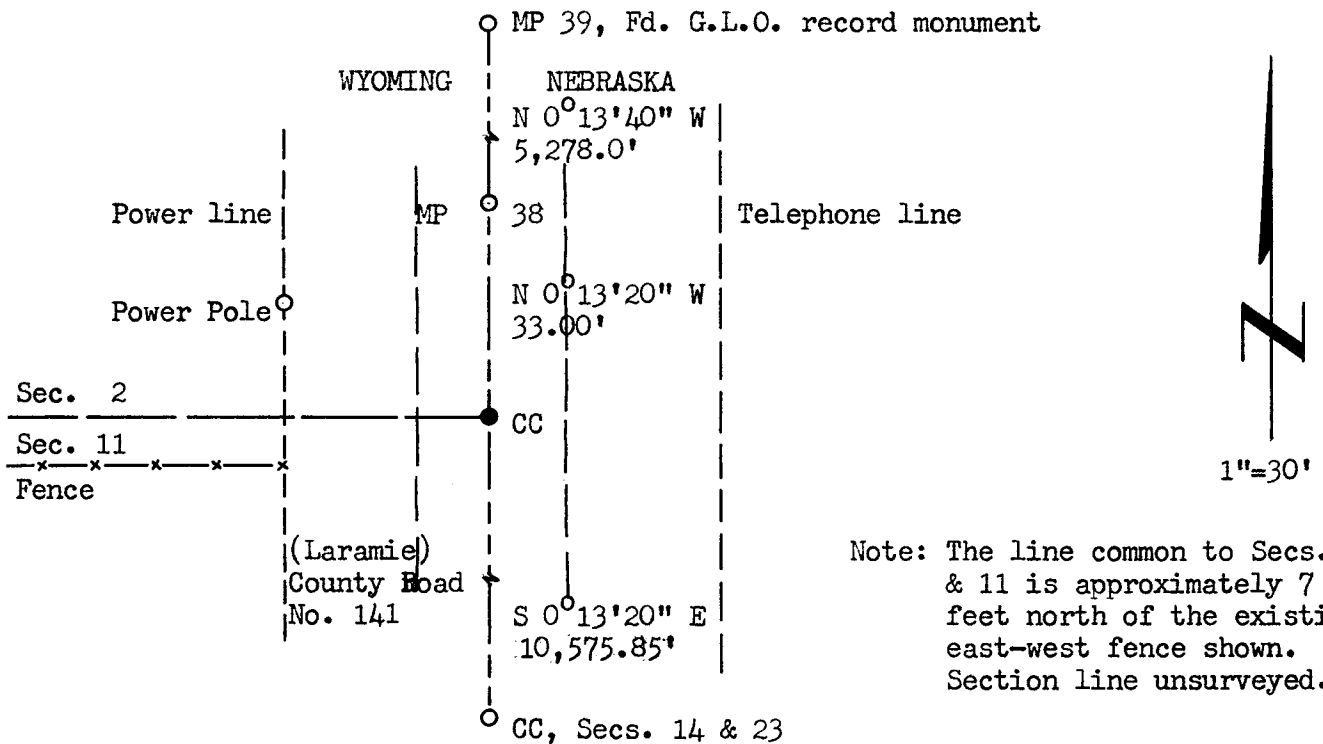 MP 39, Fd. G.L.O. record monument
WYOMING NEBRASKA
N 0°13'40" W
5,278.0'
Power line MP 38 Telephone line
N 0°13'20" W
Power Pole 33.00'
Sec. 2
CC
Sec. 11
Fence
1"=30'
(Laramie)
County Road
No. 141
Note: The line common to Secs.
& 11 is approximately 7
feet north of the existi
east-west fence shown.
Section line unsurveyed.
S 0°13'20" E
10,575.85'
CC, Secs. 14 & 23